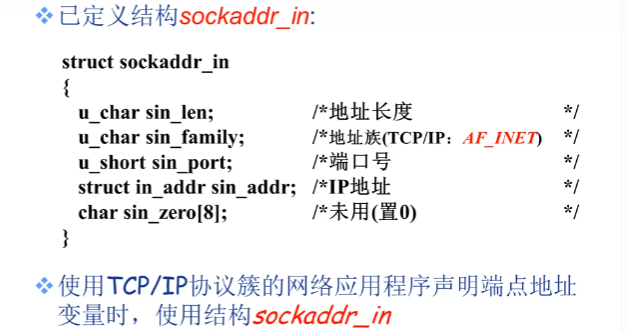 ❖已定义结构sockaddr_in:
struct sockaddr_in
{
u_char sin_len; /*地址长度 */
u_char sin_family; /*地址族(TCP/IP：AF_INET) */
u_short sin_port; /*端口号 */
struct in_addr sin_addr; /*IP地址 */
char sin_zero[8]; /*未用(置0) */
}
❖使用TCP/IP协议簇的网络应用程序声明端点地址
变量时，使用结构sockaddr_in